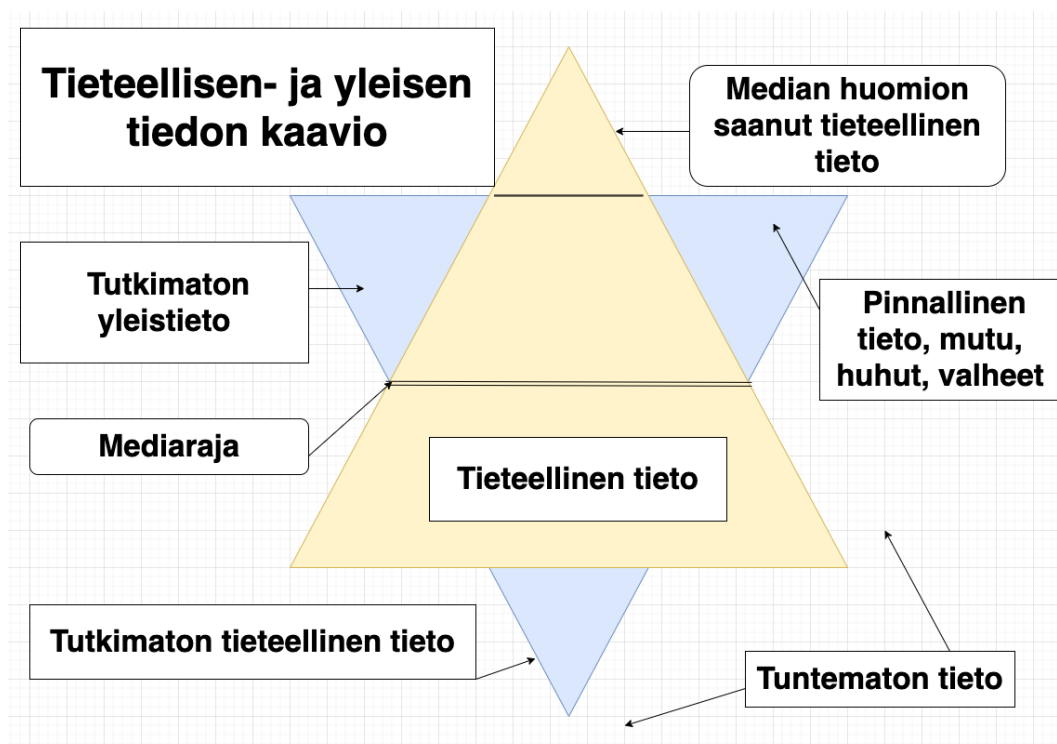 Tieteellisen- ja yleisen
tiedon kaavio
Median huomion
saanut tieteellinen
tieto
Tutkimaton
yleistieto
Pinnallinen
tieto, mutu,
huhut, valheet
Mediaraja
Tieteellinen tieto
Tutkimaton tieteellinen tieto
Tuntematon tieto